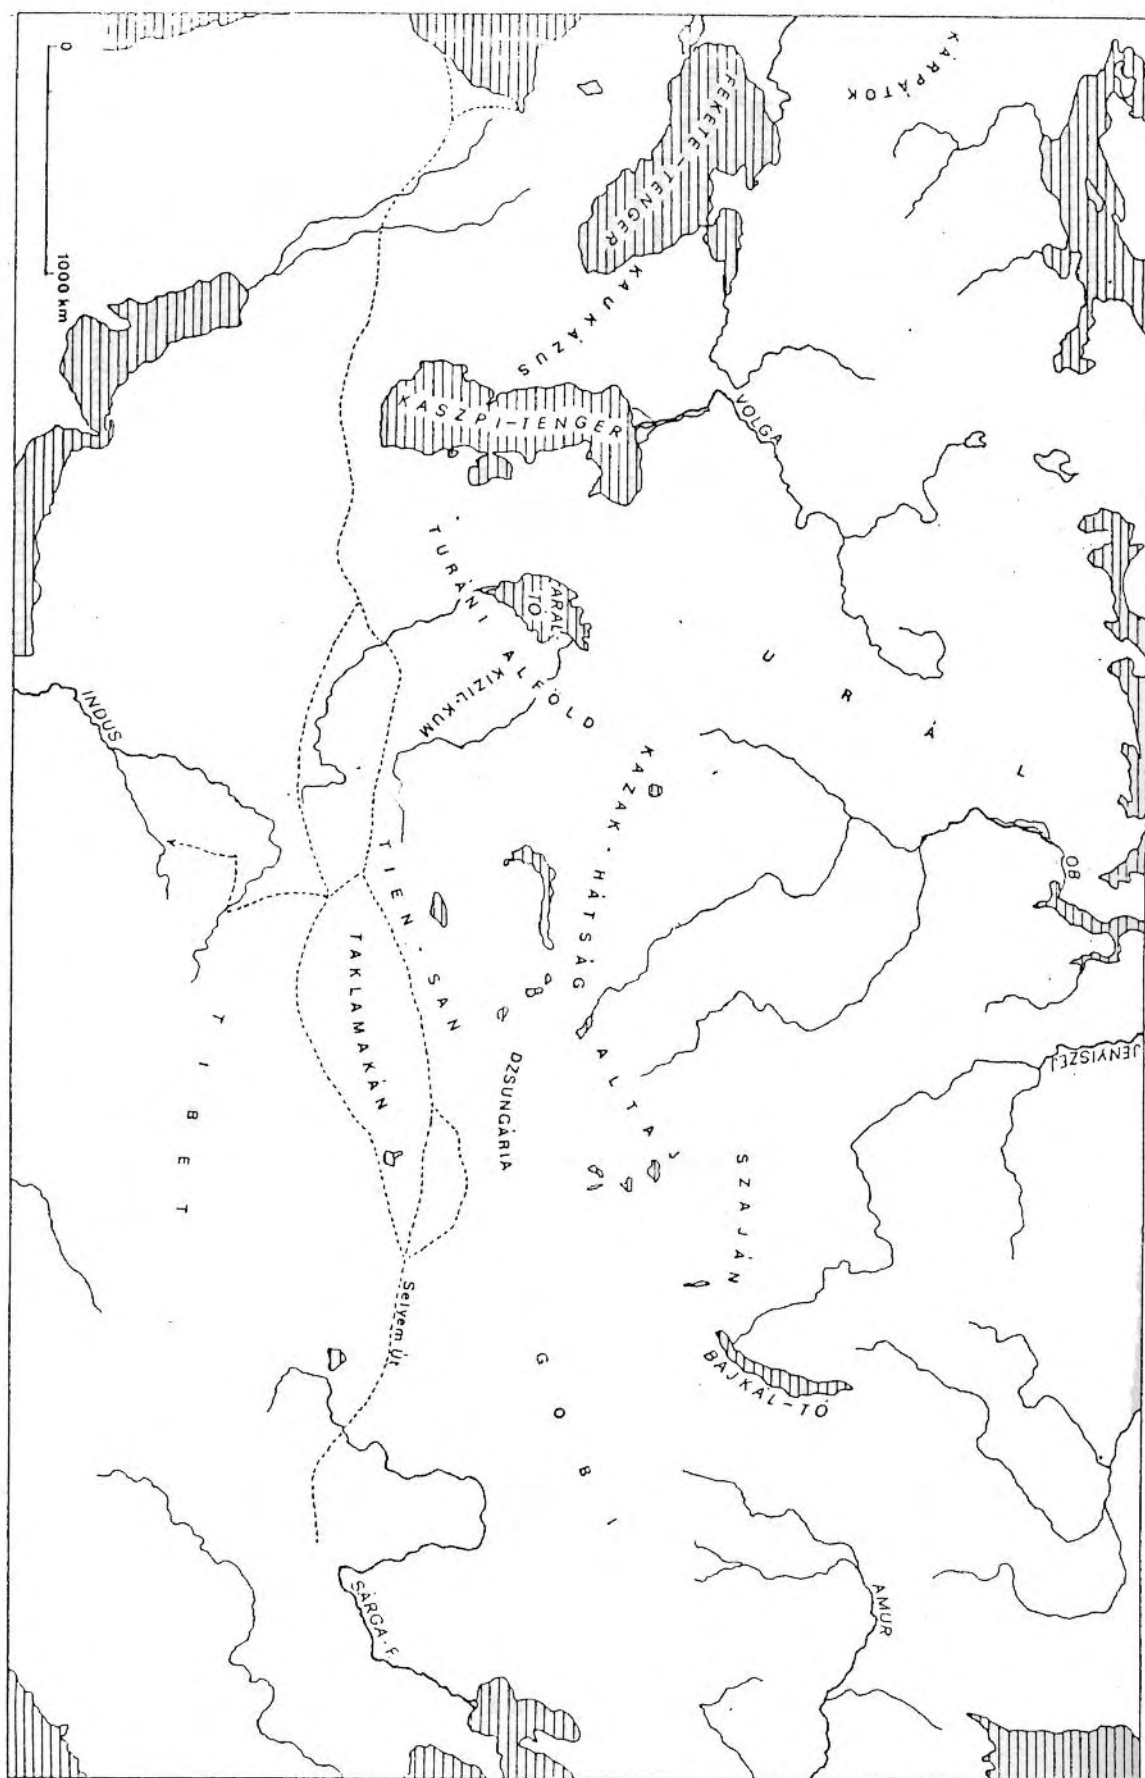 KÁRPÁTOK
FEKETE-TENGER
KAUKÁZUS
KASZPI-TENGER
VOLGA
URÁL
OB
JENYISZEJ
TURÁNI ALFÖLD
ARAL-
TÓ
KIZIL-KUM
KAZAK-HÁTSÁG
ALTAJ
SZAJÁN
BAJKÁL-TÓ
AMUR
TIEN-SAN
DZSUNGÁRIA
TAKLAMAKÁN
GOBI
Selyem Út
SÁRGA-F.
INDUS
TIBET
0
1000 km